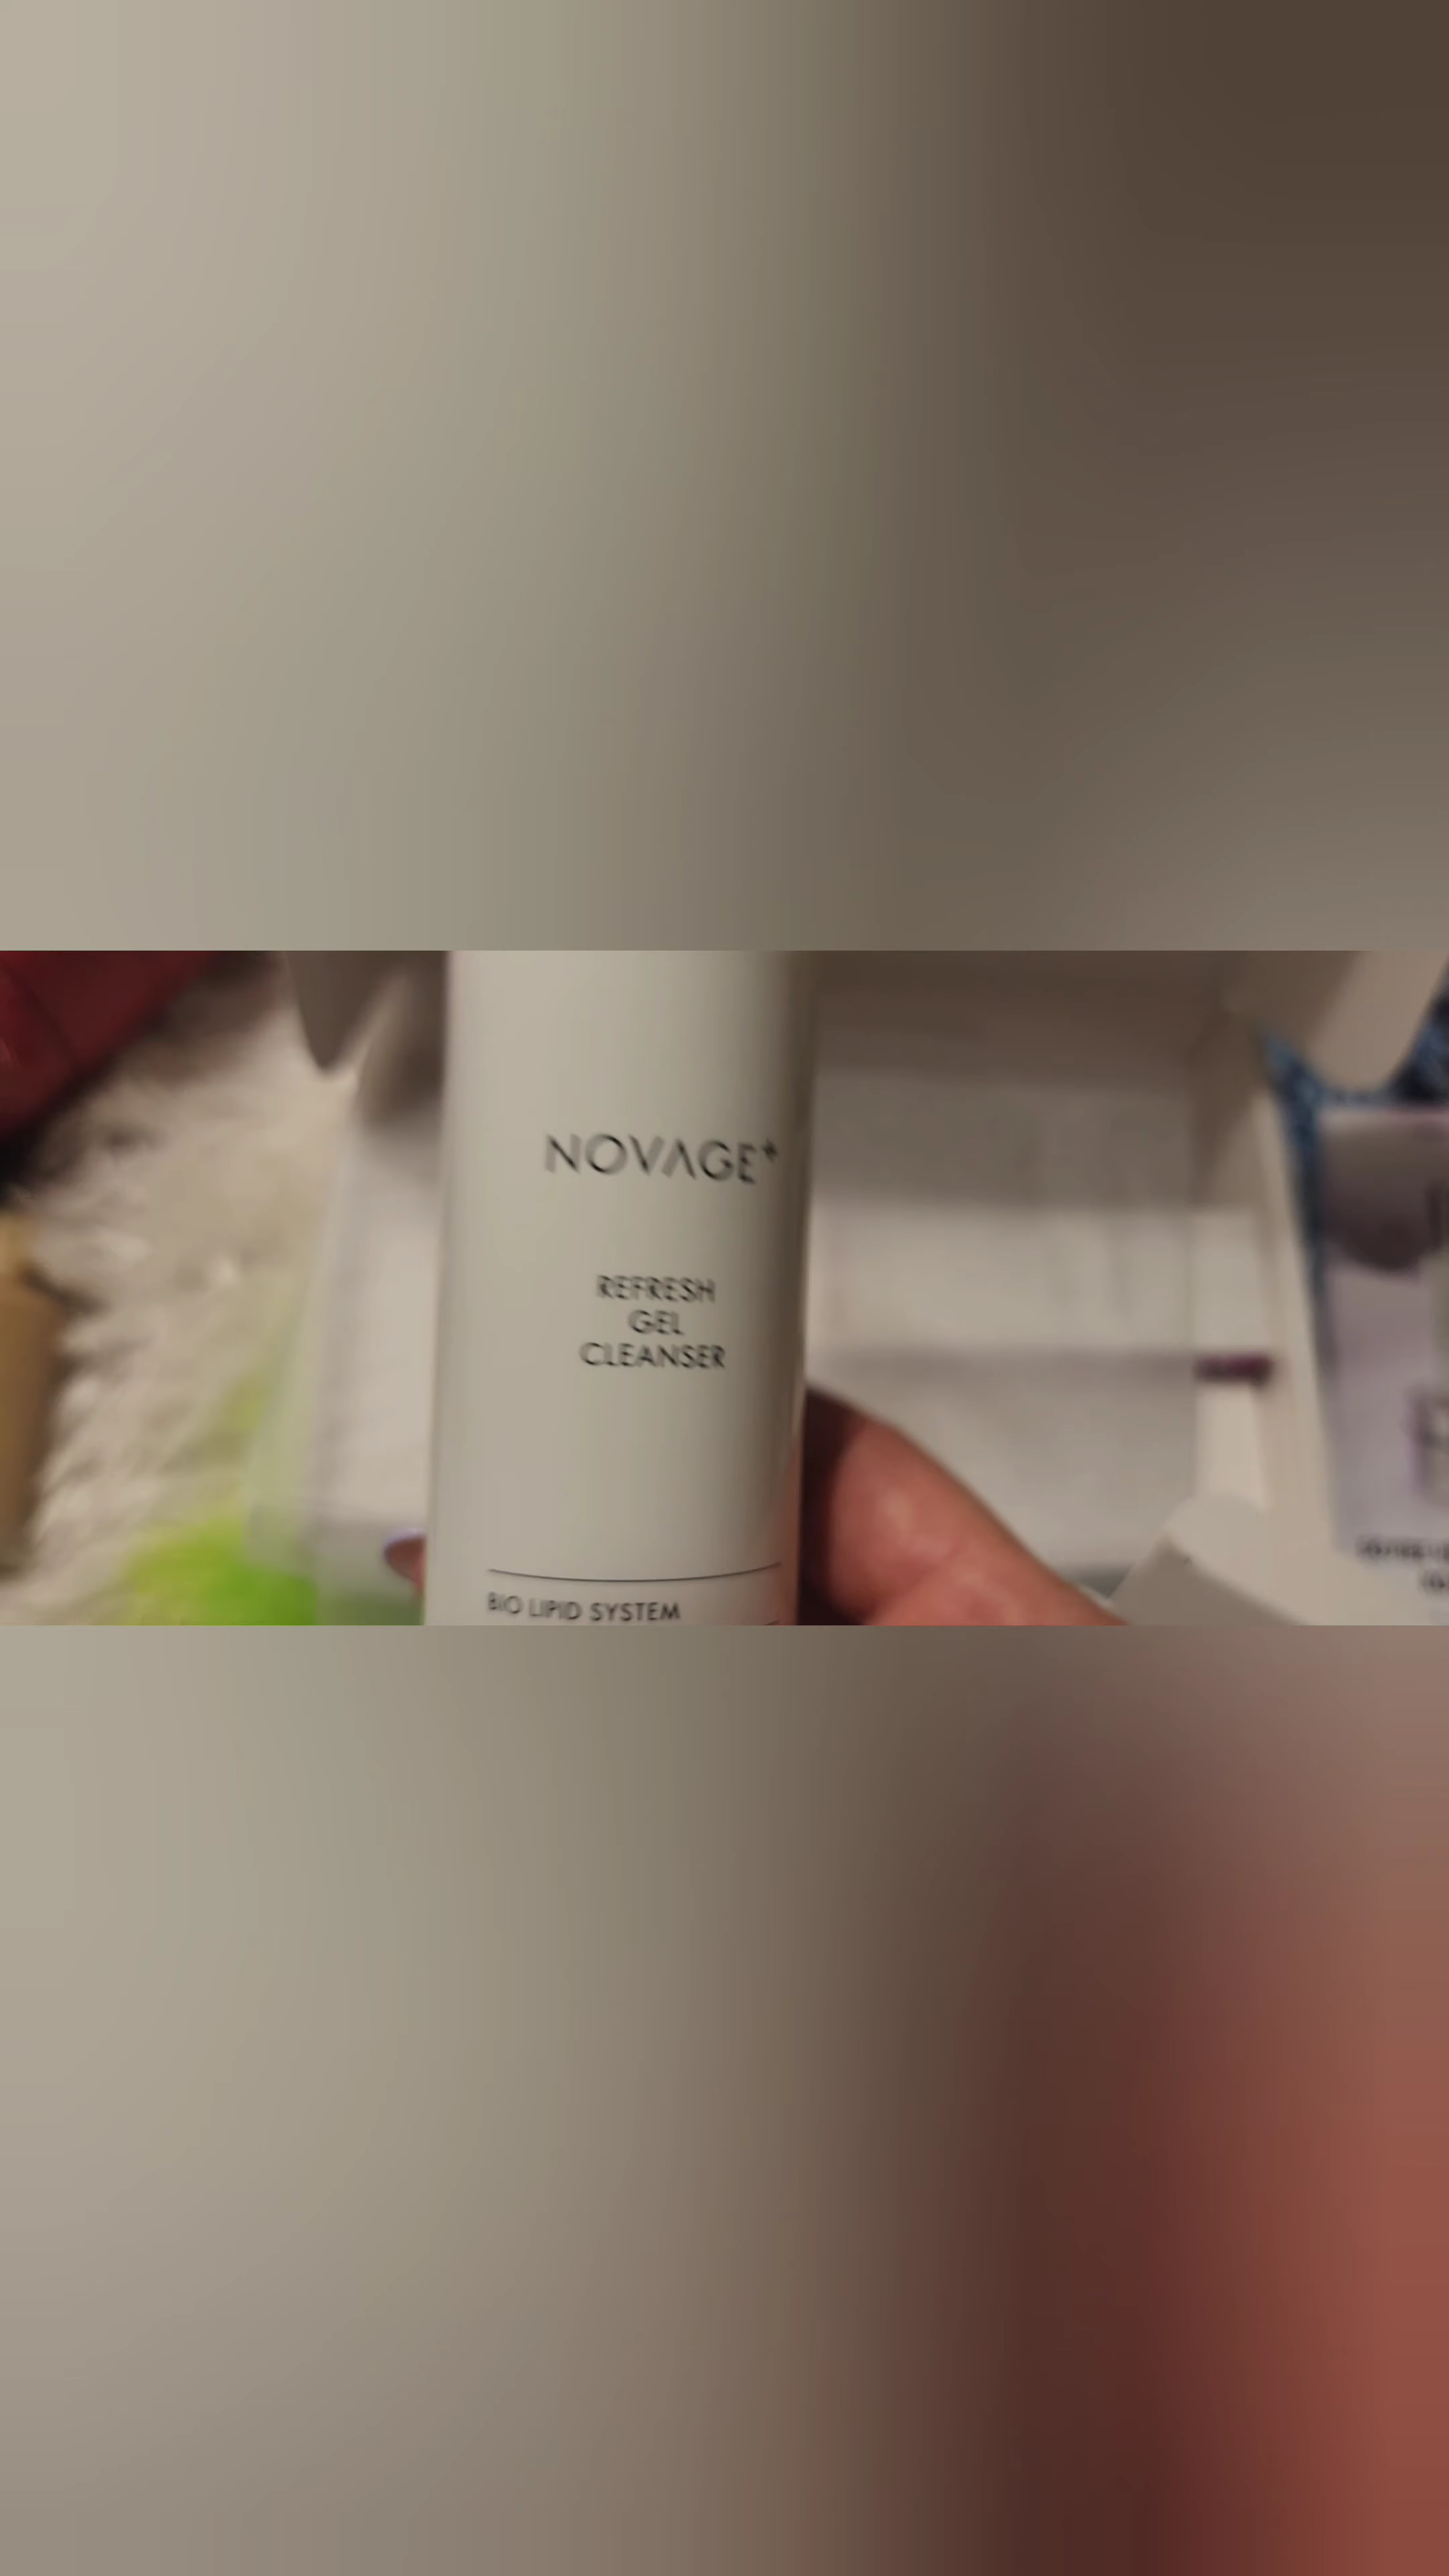 NOVAGE+
REFRESH
GEL
CLEANSER
BIO LIPID SYSTEM